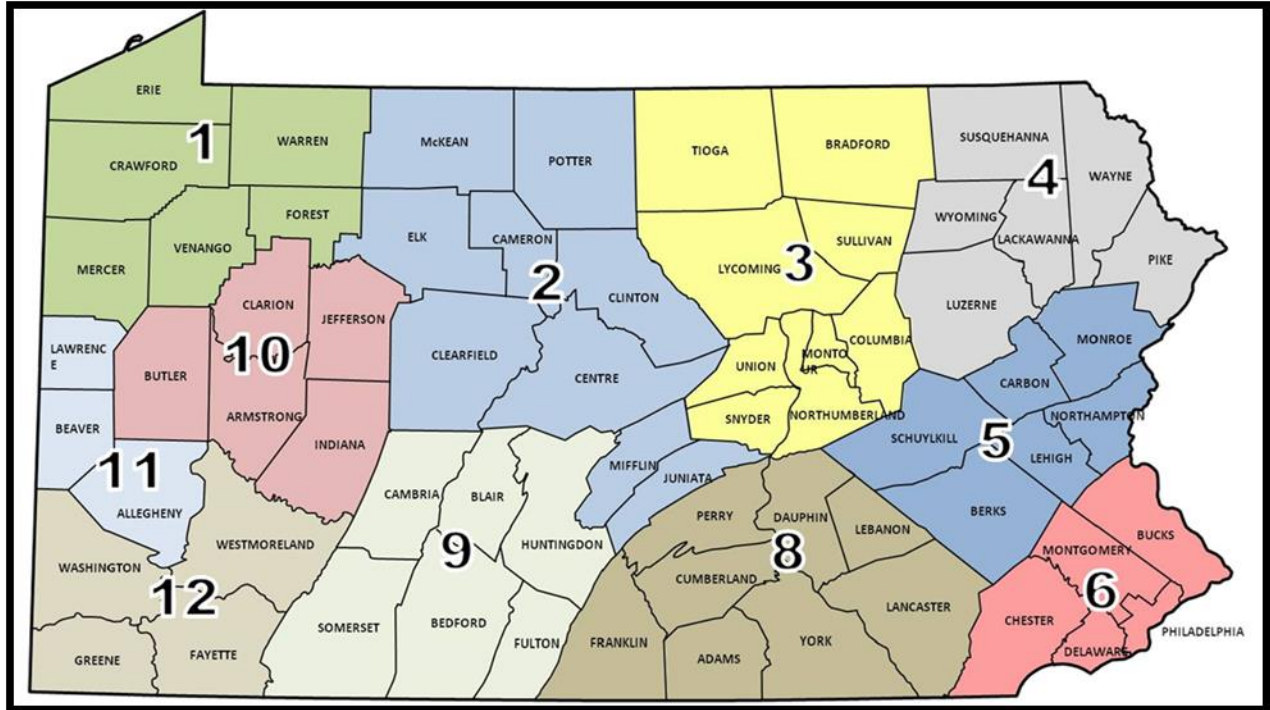 ERIE
CRAWFORD
1
WARREN
FOREST
VENANGO
MERCER
McKEAN
POTTER
ELK
CAMERON
2
CLINTON
CLEARFIELD
CENTRE
MIFFLIN
JUNIATA
TIOGA
BRADFORD
SULLIVAN
LYCOMING
3
COLUMBIA
UNION
MONTO
UR
SNYDER
NORTHUMBERLAND
SUSQUEHANNA
4
WAYNE
WYOMING
LACKAWANNA
PIKE
LUZERNE
MONROE
CARBON
NORTHAMPTON
SCHUYLKILL
5
LEHIGH
BERKS
BUCKS
MONTGOMERY
6
CHESTER
DELAWARE
PHILADELPHIA
PERRY
DAUPHIN
LEBANON
8
CUMBERLAND
LANCASTER
FRANKLIN
ADAMS
YORK
CAMBRIA
BLAIR
HUNTINGDON
9
SOMERSET
BEDFORD
FULTON
CLARION
JEFFERSON
10
BUTLER
ARMSTRONG
INDIANA
LAWRENC
E
BEAVER
11
ALLEGHENY
WASHINGTON
WESTMORELAND
12
GREENE
FAYETTE